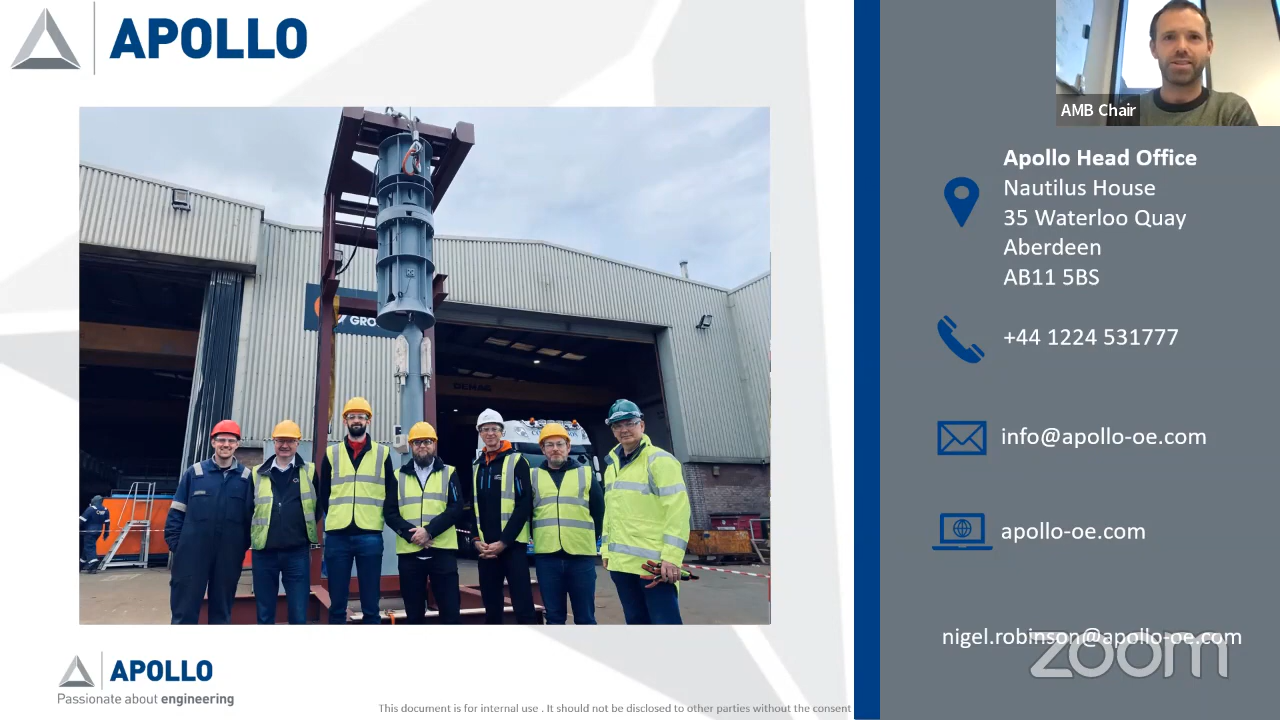 APOLLO
AMB Chair
Apollo Head Office
Nautilus House
35 Waterloo Quay
Aberdeen
AB11 5BS
+44 1224 531777
info@apollo-oe.com
apollo-oe.com
nigel.robinson@apollo-oe.com
zoom
GRO
DEMAG
APOLLO
Passionate about engineering
This document is for internal use . It should not be disclosed to other parties without the consent